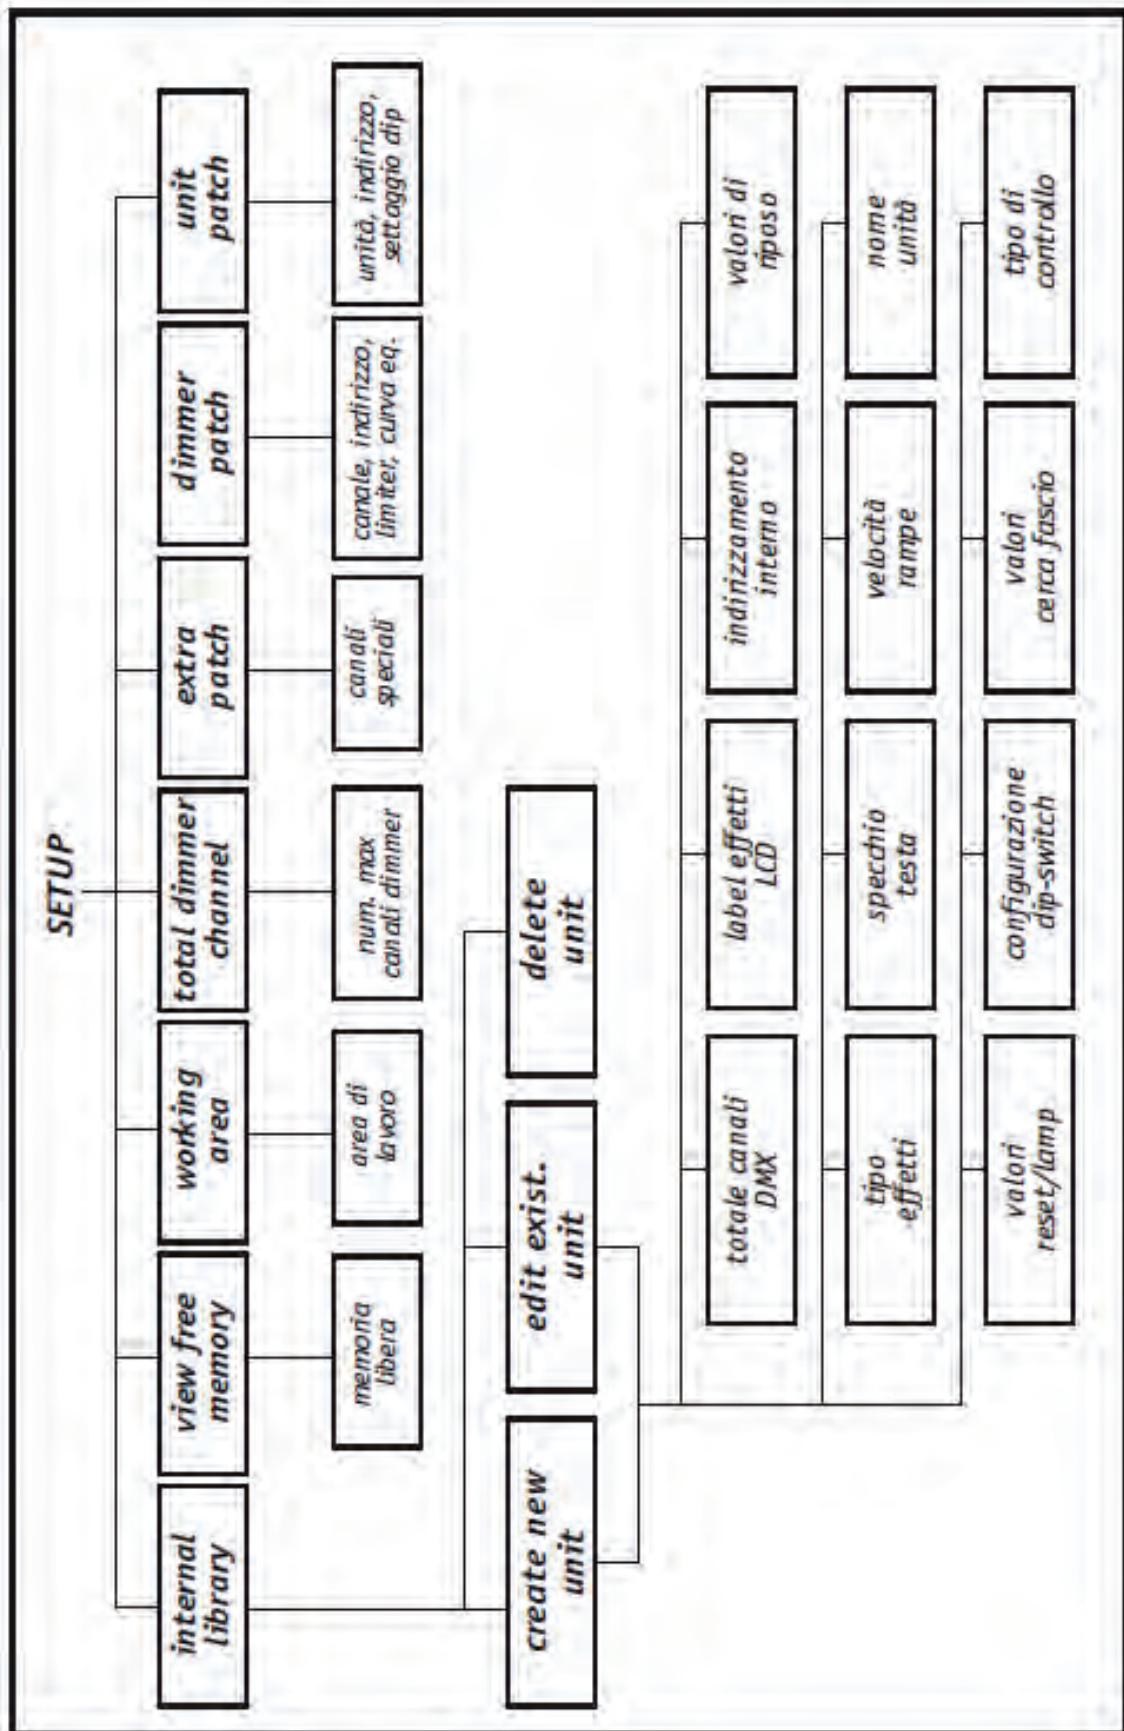 SETUP
internal
library
view free
memory
working
area
total dimmer
channel
extra
patch
dimmer
patch
unit
patch
memoria
libera
area di
lavoro
num. max
canali dimmer
canali
speciali
canale, indirizzo,
limiter, curva eq.
unità, indirizzo,
settaggio dip
create new
unit
edit exist.
unit
delete
unit
totale canali
DMX
label effetti
LCD
indirizzamento
interno
valori di
riposo
tipo
effetti
specchio
testa
velocità
rampe
nome
unità
valori
reset/lamp
configurazione
dip-switch
valori
cerca fascio
tipo di
controllo